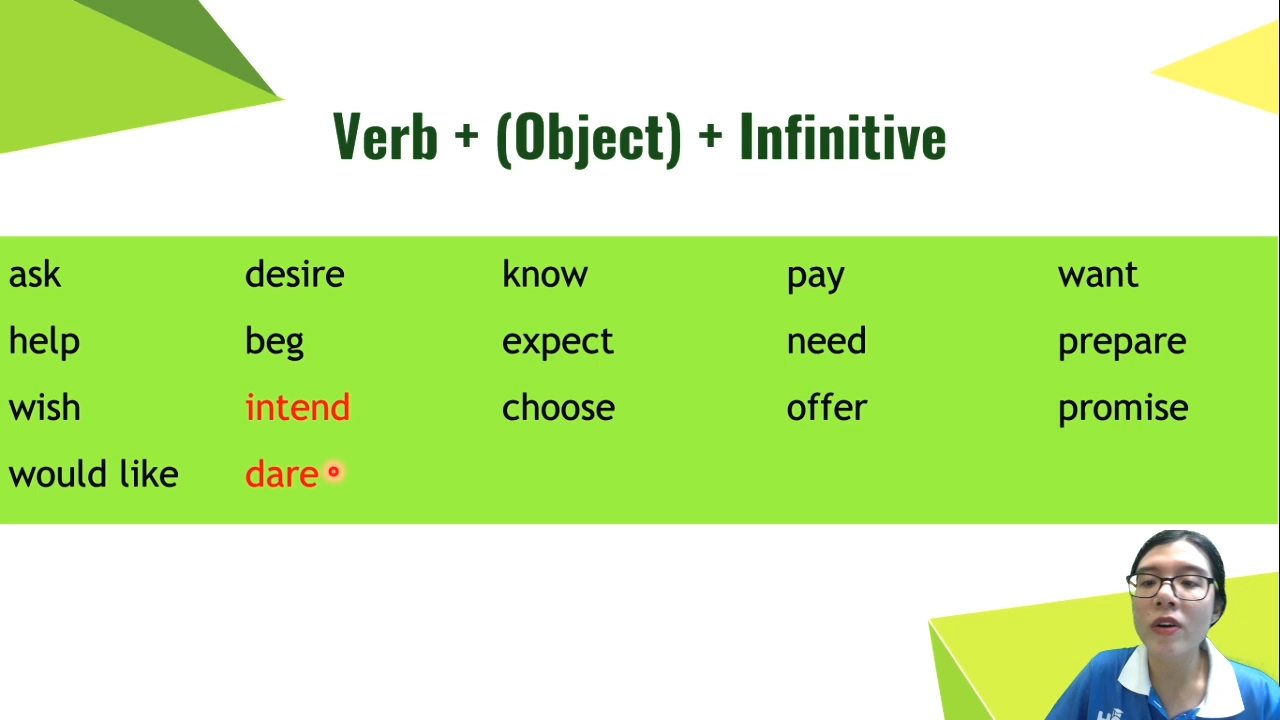 Verb + (Object) + Infinitive
ask desire know pay want
help beg expect need prepare
wish intend choose offer promise
would like dare